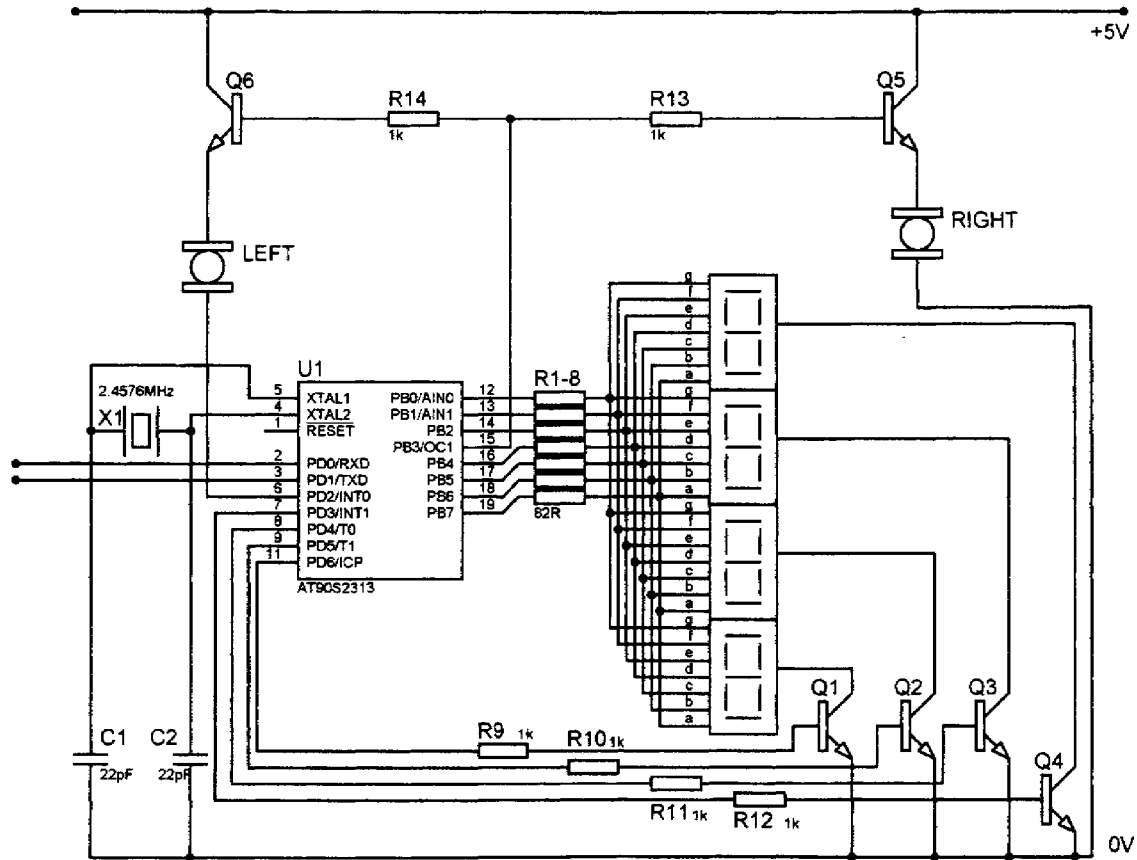 +5V
Q6
R14
1k
R13
1k
Q5
LEFT
RIGHT
2.4576MHz
X1
U1
5 XTAL1 PB0/AIN0 12
4 XTAL2 PB1/AIN1 13
1 RESET PB2 14
PB3/OC1 15
2 PD0/RXD PB4 16
3 PD1/TXD PB5 17
6 PD2/INT0 PB6 18
7 PD3/INT1 PB7 19
8 PD4/T0
9 PD5/T1
11 PD6/ICP
AT90S2313
R1-8
82R
g
f
e
d
c
b
a
g
f
e
d
c
b
a
g
f
e
d
c
b
a
g
f
e
d
c
b
a
C1
22pF
C2
22pF
R9 1k
R10 1k
R11 1k
R12 1k
Q1
Q2
Q3
Q4
0V